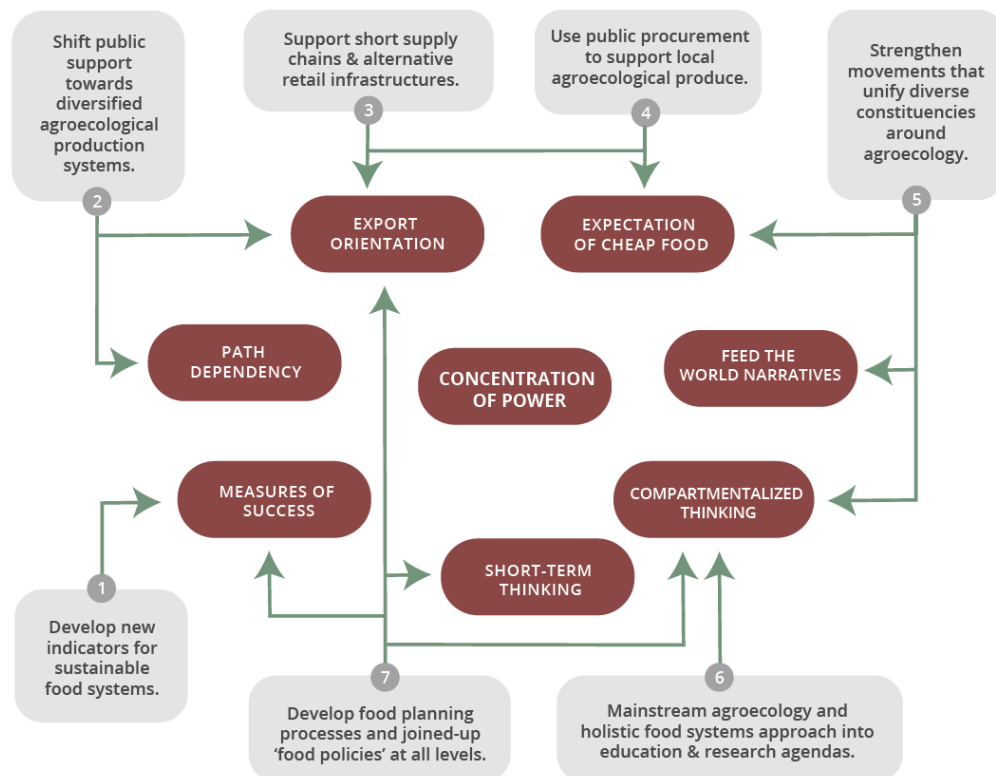 Shift public
support
towards
diversified
agroecological
production
systems.
2
Support short supply
chains & alternative
retail infrastructures.
3
Use public procurement
to support local
agroecological produce.
4
Strengthen
movements that
unify diverse
constituencies
around
agroecology.
5
EXPORT
ORIENTATION
EXPECTATION
OF CHEAP FOOD
PATH
DEPENDENCY
CONCENTRATION
OF POWER
FEED THE
WORLD NARRATIVES
MEASURES OF
SUCCESS
COMPARTMENTALIZED
THINKING
SHORT-TERM
THINKING
1
Develop new
indicators for
sustainable
food systems.
7
Develop food planning
processes and joined-up
‘food policies’ at all levels.
6
Mainstream agroecology and
holistic food systems approach into
education & research agendas.